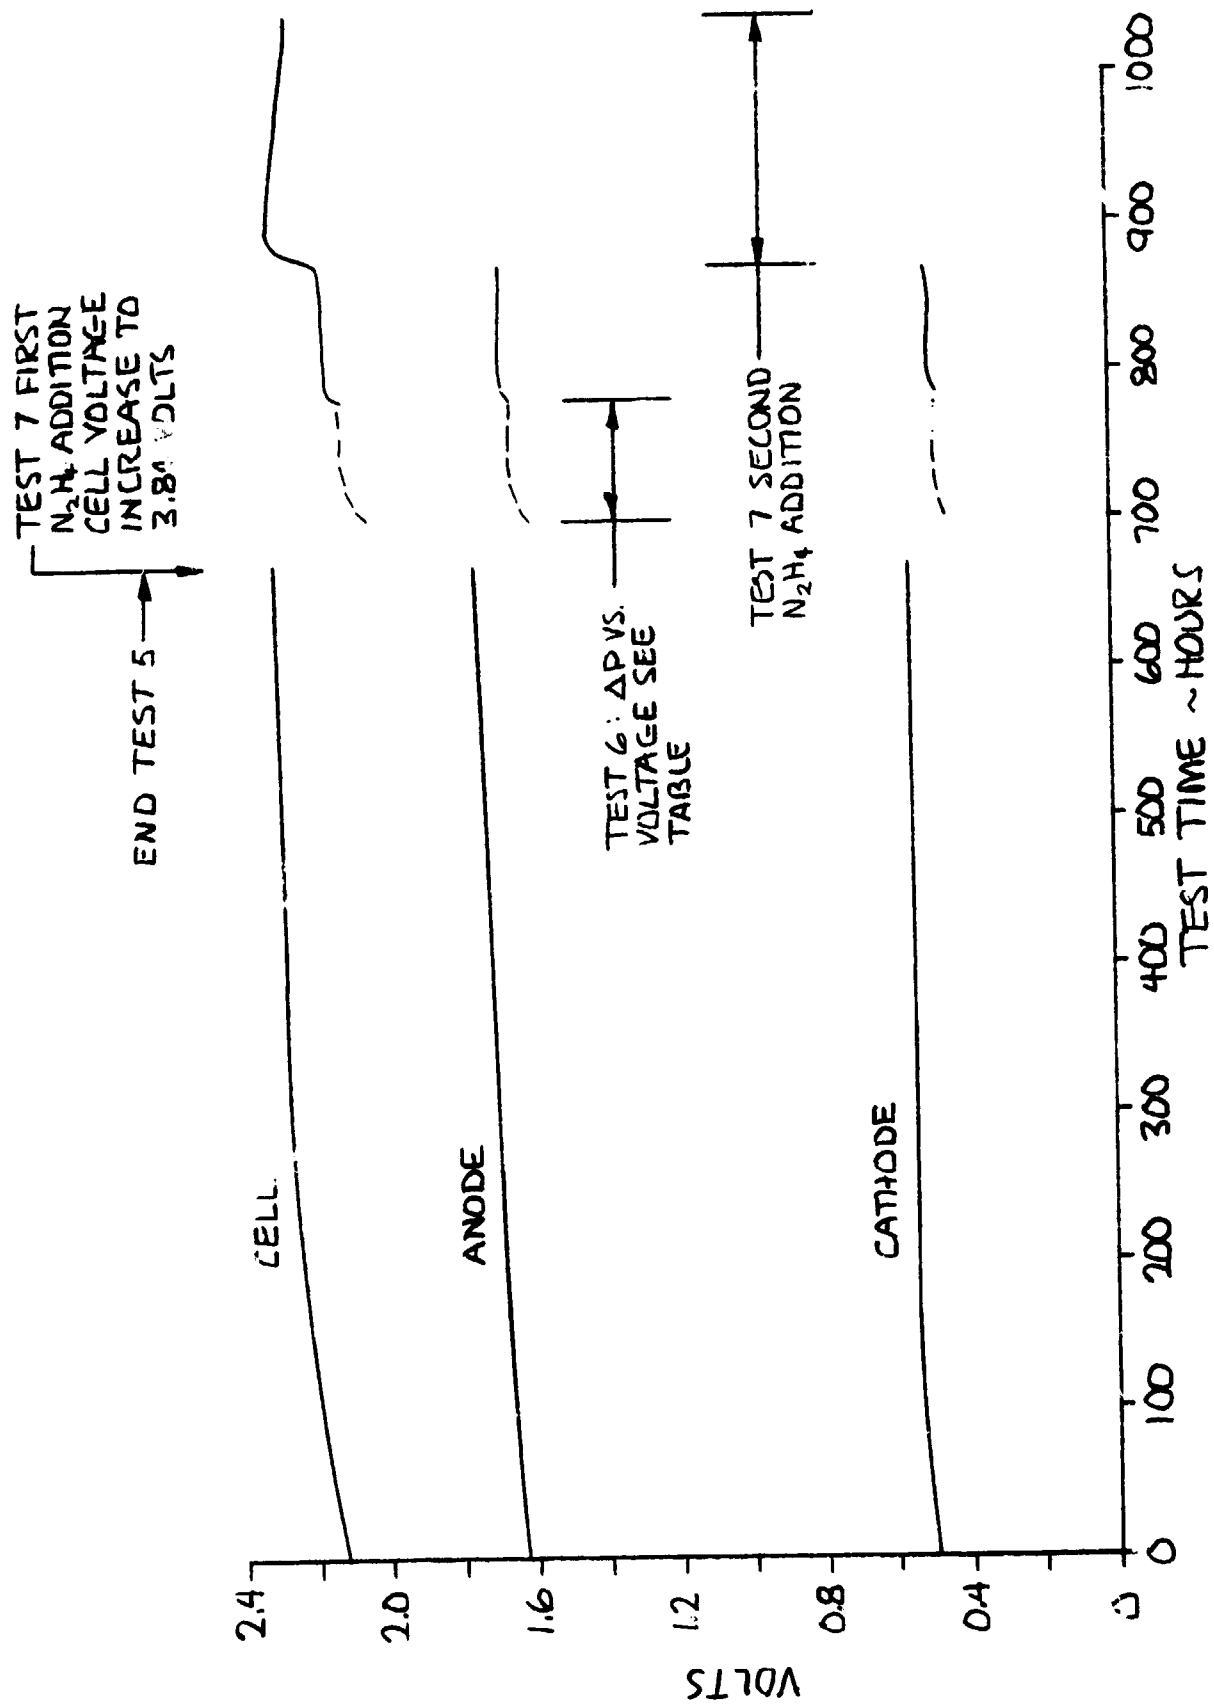 TEST 7 FIRST
N₂H₄ ADDITION
CELL VOLTAGE
INCREASE TO
VOLTS
END TEST 5
CELL
ANODE
CATHODE
TEST 6: ΔP VS.
VOLTAGE SEE
TABLE
TEST 7 SECOND
N₂H₄ ADDITION
VOLTS
2.4
2.0
1.6
1.2
0.8
0.4
0
0 100 200 300 400 500 600 700 800 900 1000
TEST TIME ~ HOURS